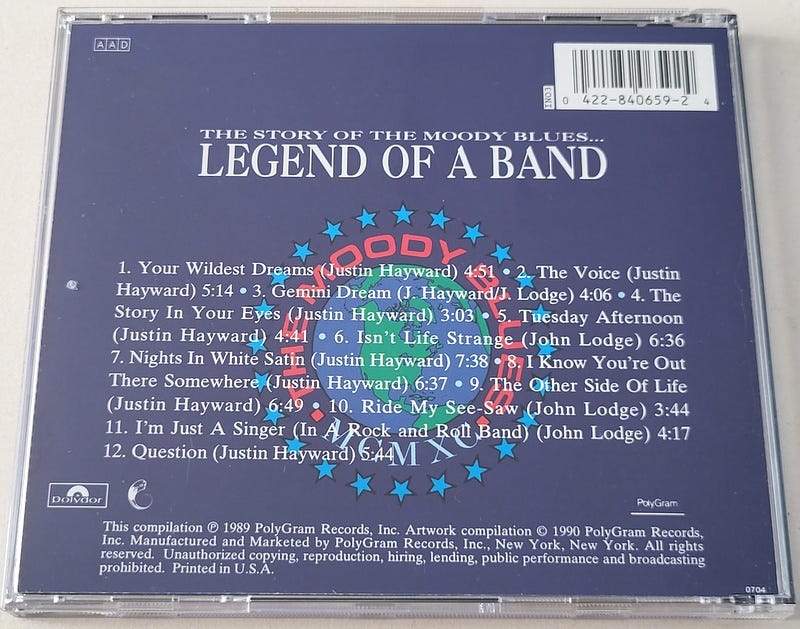 AAD
INO3
0 422-840659-2 4
THE STORY OF THE MOODY BLUES...
LEGEND OF A BAND
THE MOODY BLUES
1. Your Wildest Dreams (Justin Hayward) 4:51 • 2. The Voice (Justin
Hayward) 5:14 • 3. Gemini Dream (J. Hayward/J. Lodge) 4:06 • 4. The
Story In Your Eyes (Justin Hayward) 3:03 • 5. Tuesday Afternoon
(Justin Hayward) 4:41 • 6. Isn't Life Strange (John Lodge) 6:36
7. Nights In White Satin (Justin Hayward) 7:38 • 8. I Know You're Out
There Somewhere (Justin Hayward) 6:37 • 9. The Other Side Of Life
(Justin Hayward) 6:49 • 10. Ride My See-Saw (John Lodge) 3:44
11. I'm Just A Singer (In A Rock and Roll Band) (John Lodge) 4:17
12. Question (Justin Hayward) 5:44
MCMXC
polydor
PolyGram
This compilation ℗ 1989 PolyGram Records, Inc. Artwork compilation © 1990 PolyGram Records,
Inc. Manufactured and Marketed by PolyGram Records, Inc., New York, New York. All rights
reserved. Unauthorized copying, reproduction, hiring, lending, public performance and broadcasting
prohibited. Printed in U.S.A.
0704